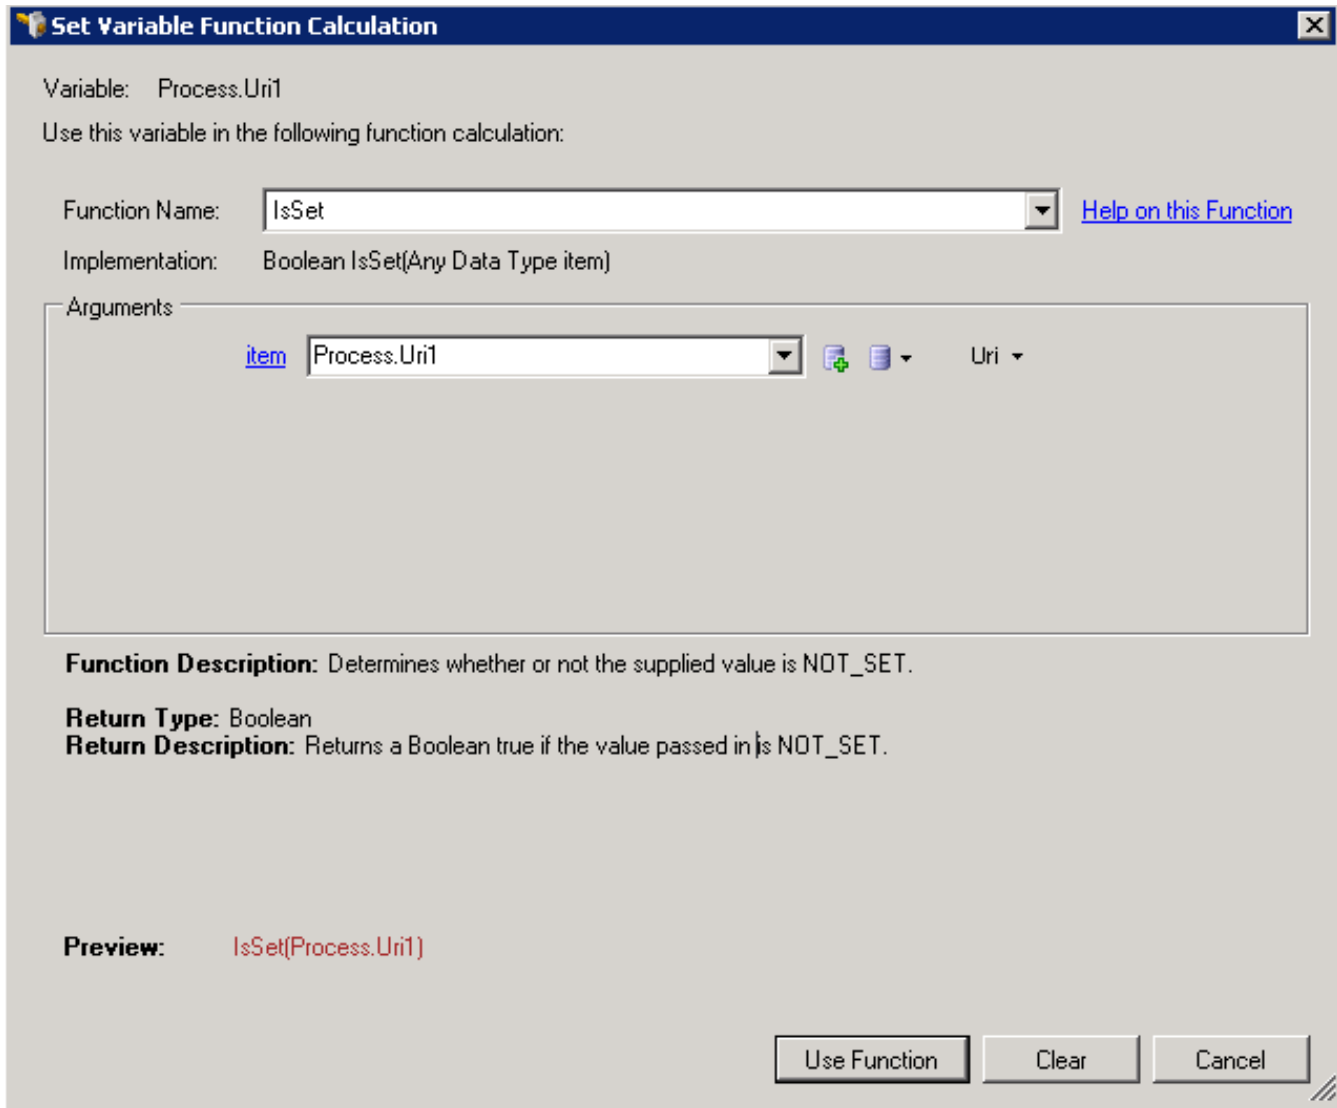 Set Variable Function Calculation
Variable: Process.Uri1
Use this variable in the following function calculation:
Function Name: IsSet Help on this Function
Implementation: Boolean IsSet(Any Data Type item)
Arguments
item Process.Uri1 Uri
Function Description: Determines whether or not the supplied value is NOT_SET.
Return Type: Boolean
Return Description: Returns a Boolean true if the value passed in is NOT_SET.
Preview: IsSet(Process.Uri1)
Use Function Clear Cancel